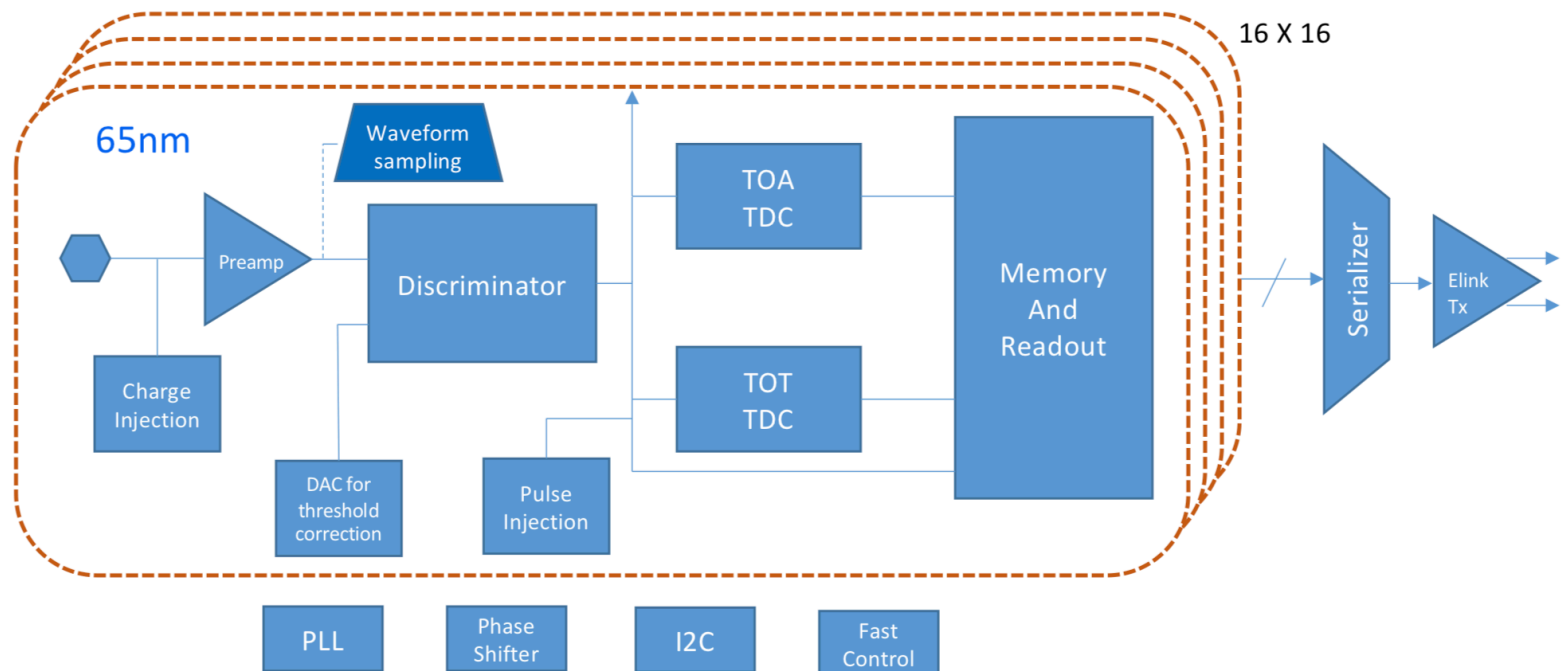 16 X 16
65nm
Waveform
sampling
TOA
TDC
Preamp
Discriminator
Memory
And
Readout
Serializer
Elink
Tx
Charge
Injection
TOT
TDC
DAC for
threshold
correction
Pulse
Injection
PLL
Phase
Shifter
I2C
Fast
Control